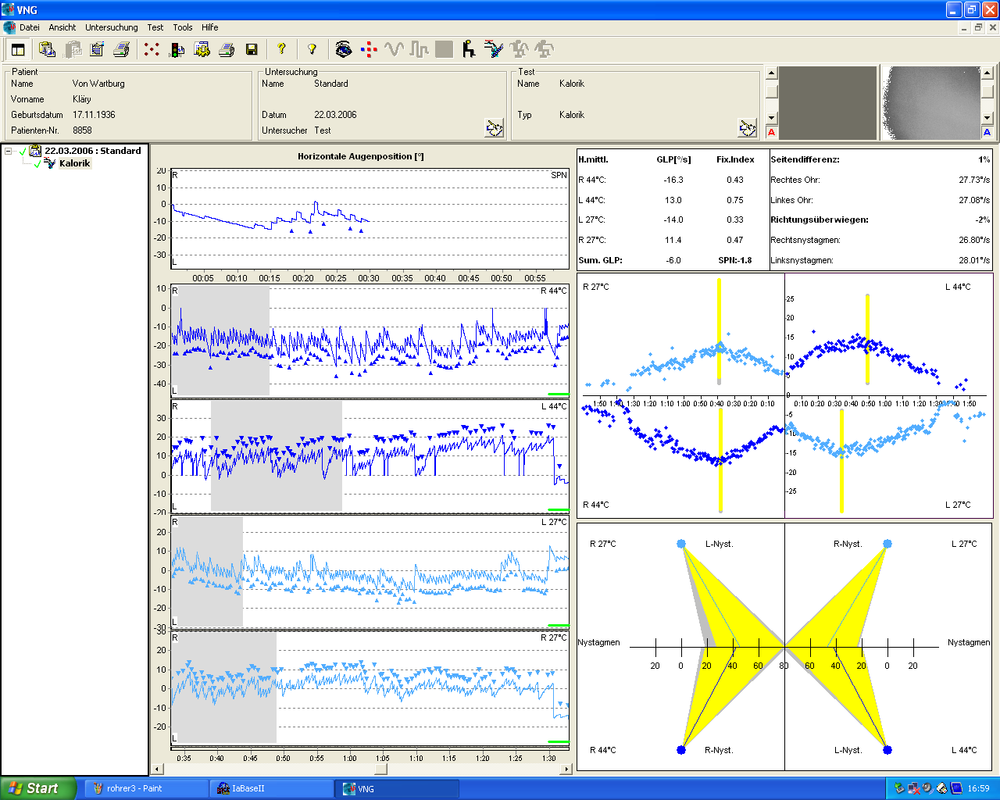 VNG
Datei Ansicht Untersuchung Test Tools Hilfe
Patient
Name Von Wartburg
Vorname Kläry
Geburtsdatum 17.11.1936
Patienten-Nr. 8858
Untersuchung
Name Standard
Datum 22.03.2006
Untersucher Test
Test
Name Kalorik
Typ Kalorik
A
A
22.03.2006 : Standard
Kalorik
Horizontale Augenposition [°]
R SPN
20
10
0
-10
-20
-30
L
00:05 00:10 00:15 00:20 00:25 00:30 00:35 00:40 00:45 00:50 00:55
R R 44°C
10
0
-10
-20
-30
-40
L
R L 44°C
30
20
10
0
-10
-20
L
R L 27°C
20
10
0
-10
-20
-30
L
R R 27°C
30
20
10
0
-10
-20
L
0:35 0:40 0:45 0:50 0:55 1:00 1:05 1:10 1:15 1:20 1:25 1:30
H.mittl. GLP[°/s] Fix.Index
R 44°C: -16.3 0.43
L 44°C: 13.0 0.75
L 27°C: -14.0 0.33
R 27°C: 11.4 0.47
Sum. GLP: -6.0 SPN:-1.8
Seitendifferenz: 1%
Rechtes Ohr: 27.73°/s
Linkes Ohr: 27.08°/s
Richtungsüberwiegen: -2%
Rechtsnystagmen: 26.80°/s
Linksnystagmen: 28.01°/s
R 27°C L 44°C
25
20
15
10
5
0
1:50 1:40 1:30 1:20 1:10 1:00 0:50 0:40 0:30 0:20 0:10 0:10 0:20 0:30 0:40 0:50 1:00 1:10 1:20 1:30 1:50
-5
-10
-15
-20
-25
R 44°C L 27°C
R 27°C L-Nyst. R-Nyst. L 27°C
Nystagmen Nystagmen
20 0 20 40 60 80 60 40 20 0 20
R 44°C R-Nyst. L-Nyst. L 44°C
Start rohrer3 - Paint IaBaseII VNG 16:59